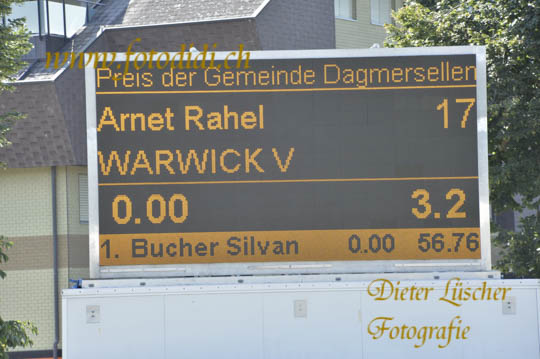 www.fotodidi.ch
Preis der Gemeinde Dagmersellen
Arnet Rahel 17
WARWICK V
0.00 3.2
1. Bucher Silvan 0.00 56.76
Dieter Lüscher
Fotografie